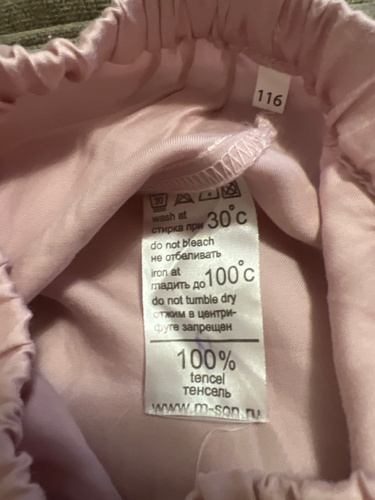 116
30
wash at
стирка при 30°c
do not bleach
не отбеливать
iron at
гладить до 100°c
do not tumble dry
отжим в центри-
фуге запрещен
100%
tencel
тенсель
www.m-son.ru